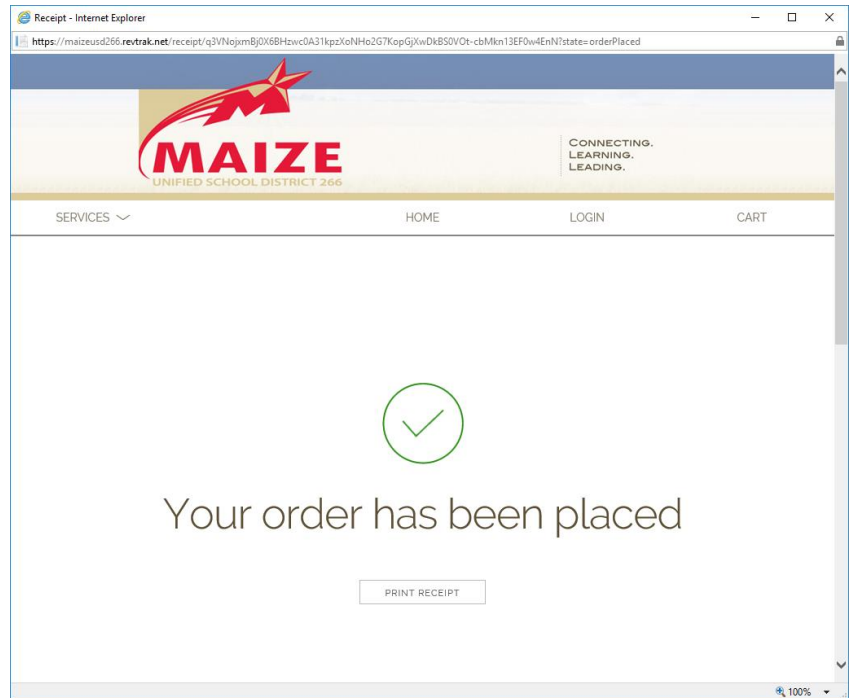 Receipt - Internet Explorer
https://maizeusd266.revtrak.net/receipt/q3VNojxmBj0X6BHzwc0A31kpzXoNHo2G7KopGjXwDkBS0VOt-cbMkn13EF0w4EnN?state=orderPlaced
MAIZE
UNIFIED SCHOOL DISTRICT 266
CONNECTING.
LEARNING.
LEADING.
SERVICES HOME LOGIN CART
Your order has been placed
PRINT RECEIPT
100%